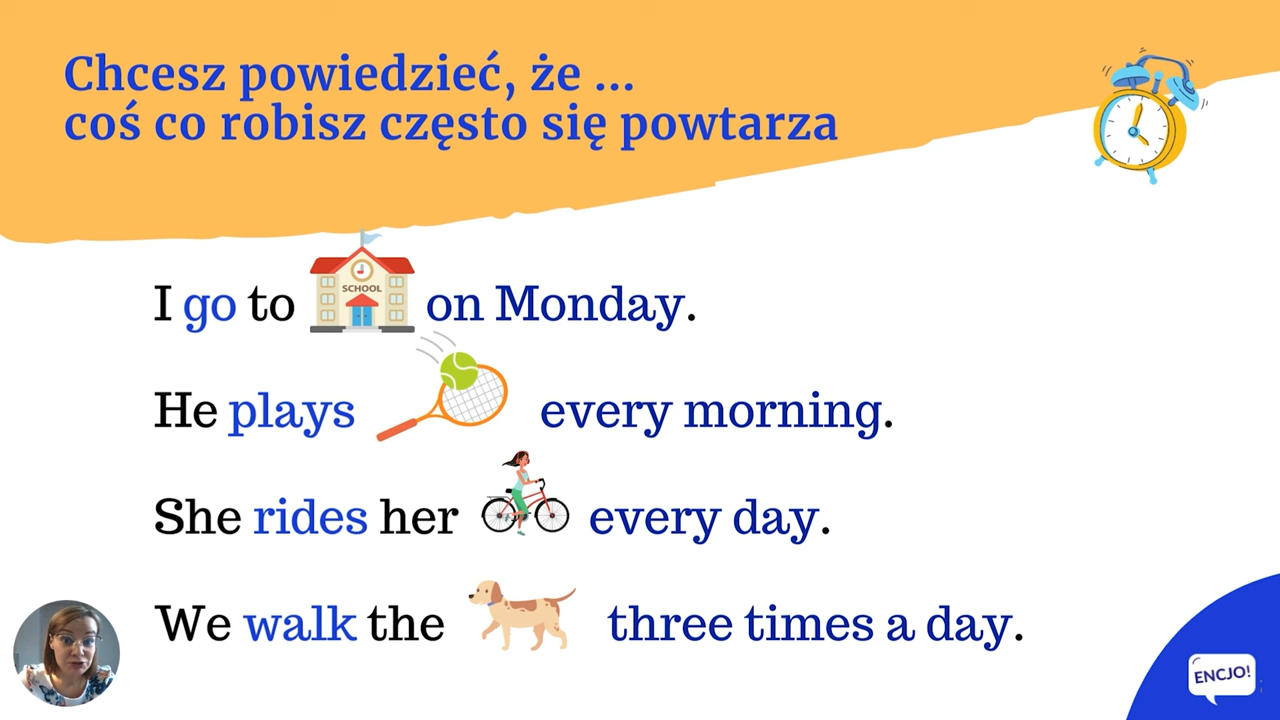 Chcesz powiedzieć, że ...
coś co robisz często się powtarza
SCHOOL
I go to on Monday.
He plays every morning.
She rides her every day.
We walk the three times a day.
ENCJO!